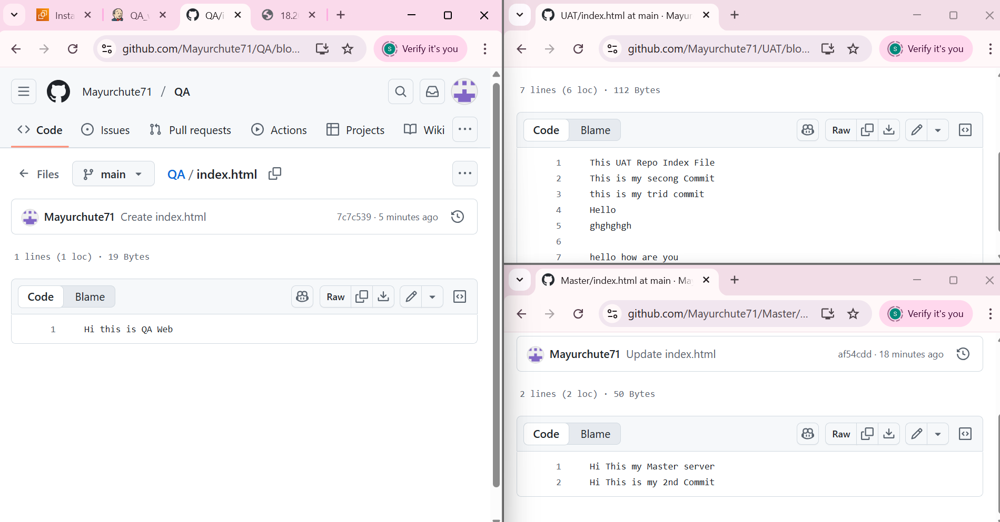 Insta
QA_
QA/i
18.2
github.com/Mayurchute71/QA/blo...
Verify it's you
Mayurchute71 / QA
Code
Issues
Pull requests
Actions
Projects
Wiki
Files
main
QA / index.html
Mayurchute71 Create index.html
7c7c539 · 5 minutes ago
1 lines (1 loc) · 19 Bytes
Code
Blame
Raw
1 Hi this is QA Web
UAT/index.html at main · Mayur
github.com/Mayurchute71/UAT/blo...
Verify it's you
7 lines (6 loc) · 112 Bytes
Code
Blame
Raw
1 This UAT Repo Index File
2 This is my secong Commit
3 this is my trid commit
4 Hello
5 ghghghgh
6
7 hello how are you
Master/index.html at main · Ma
github.com/Mayurchute71/Master/...
Verify it's you
Mayurchute71 Update index.html
af54cdd · 18 minutes ago
2 lines (2 loc) · 50 Bytes
Code
Blame
Raw
1 Hi This my Master server
2 Hi This is my 2nd Commit